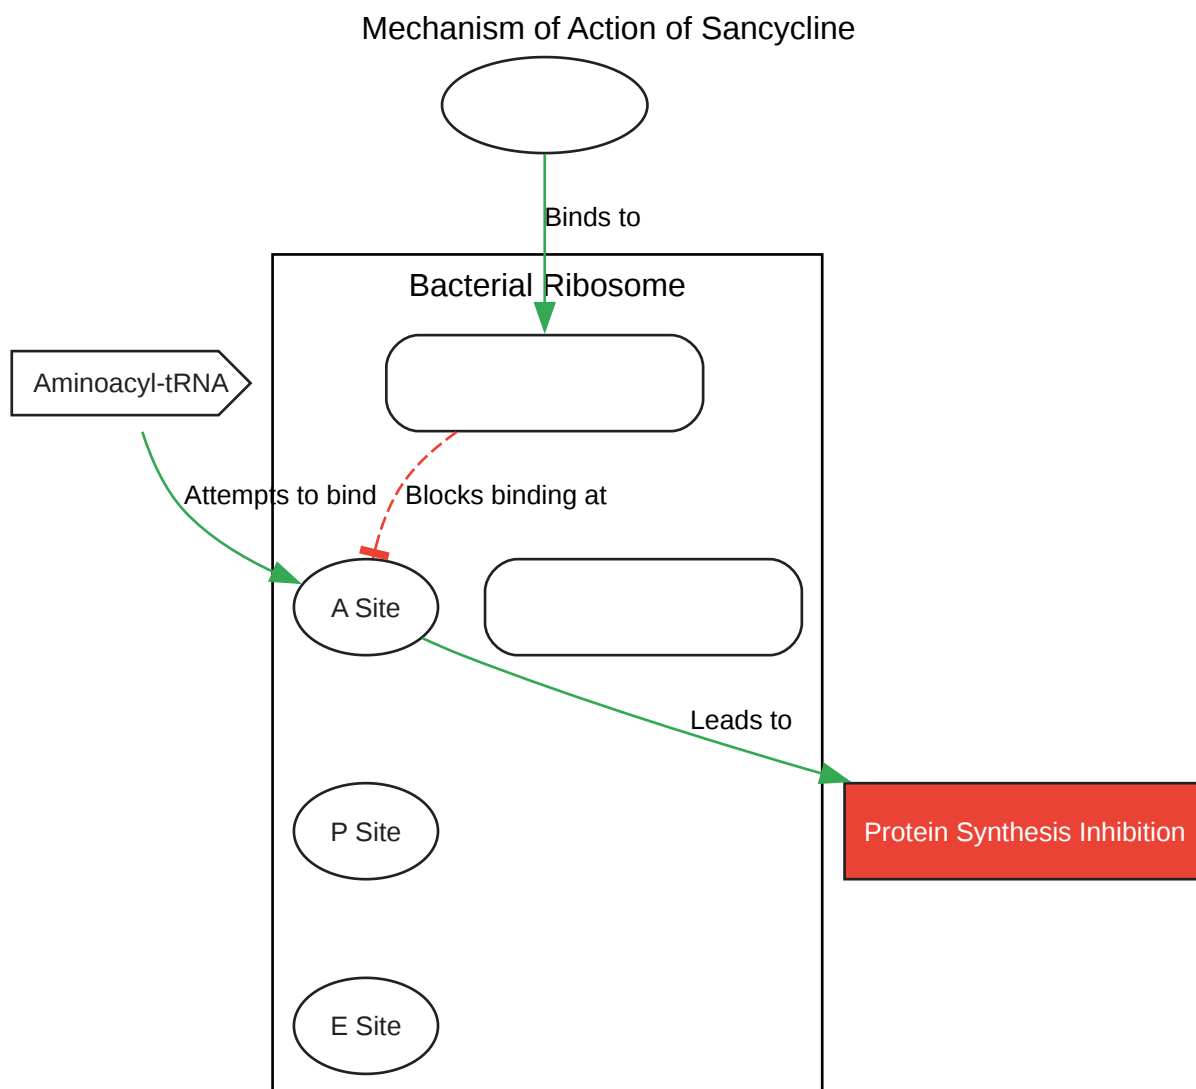 Mechanism of Action of Sancycline
Binds to
Bacterial Ribosome
Aminoacyl-tRNA
Attempts to bind
Blocks binding at
A Site
Leads to
P Site
Protein Synthesis Inhibition
E Site